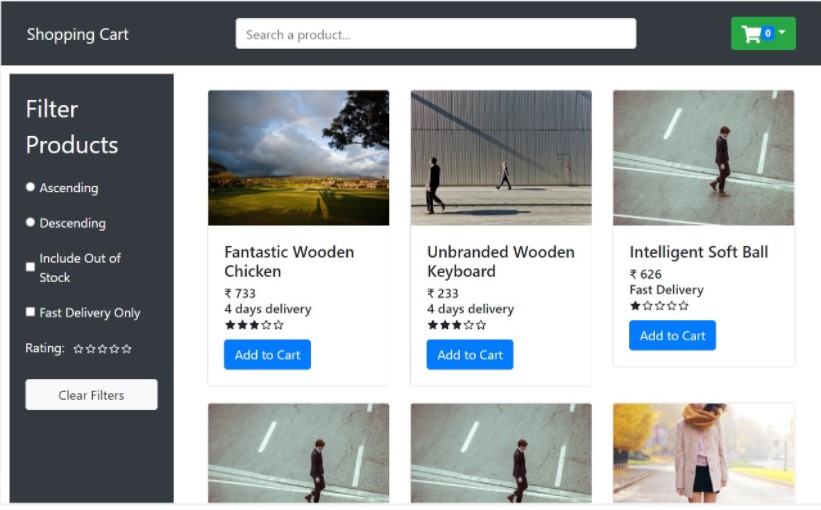 Shopping Cart
Search a product...
0
Filter
Products
Ascending
Descending
Include Out of
Stock
Fast Delivery Only
Rating:
Clear Filters
Fantastic Wooden
Chicken
₹ 733
4 days delivery
Add to Cart
Unbranded Wooden
Keyboard
₹ 233
4 days delivery
Add to Cart
Intelligent Soft Ball
₹ 626
Fast Delivery
Add to Cart